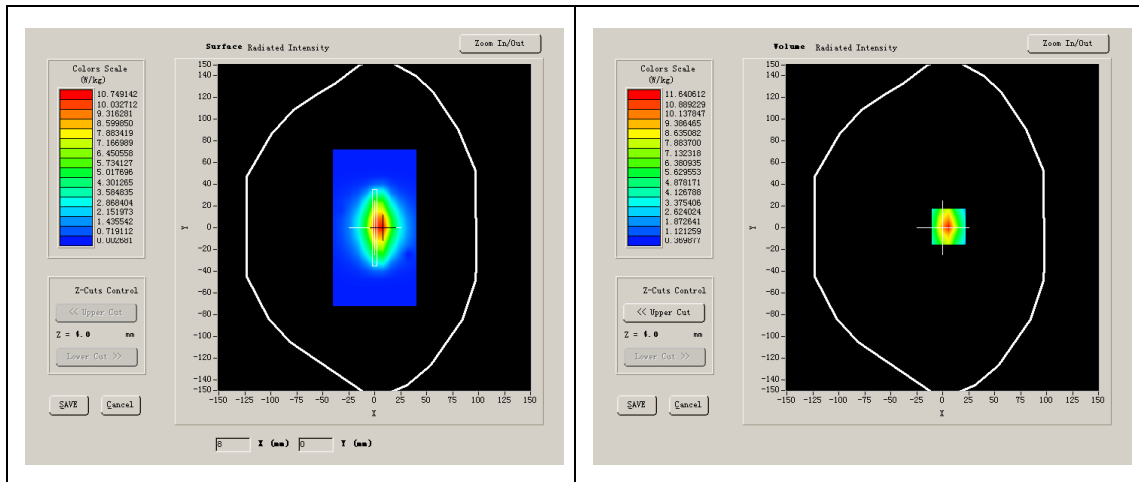 Surface Radiated Intensity
Zoom In/Out
Colors Scale
(W/kg)
10.749142
10.032712
9.316281
8.599850
7.883419
7.166989
6.450558
5.734127
5.017696
4.301265
3.584835
2.868404
2.151973
1.435542
0.719112
0.002681
150
140
120
100
80
60
40
20
0
-20
-40
-60
-80
-100
-120
-140
-150
Y
-150 -125 -100 -75 -50 -25 0 25 50 75 100 125 150
X
Z-Cuts Control
<< Upper Cut
Z = 4.0 mm
Lower Cut >>
SAVE Cancel
8 X (mm) 0 Y (mm)
Volume Radiated Intensity
Zoom In/Out
Colors Scale
(W/kg)
11.640612
10.889229
10.137847
9.386465
8.635082
7.883700
7.132318
6.380935
5.629553
4.878171
4.126788
3.375406
2.624024
1.872641
1.121259
0.369877
150
140
120
100
80
60
40
20
0
-20
-40
-60
-80
-100
-120
-140
-150
Y
-150 -125 -100 -75 -50 -25 0 25 50 75 100 125 150
X
Z-Cuts Control
<< Upper Cut
Z = 4.0 mm
Lower Cut >>
SAVE Cancel